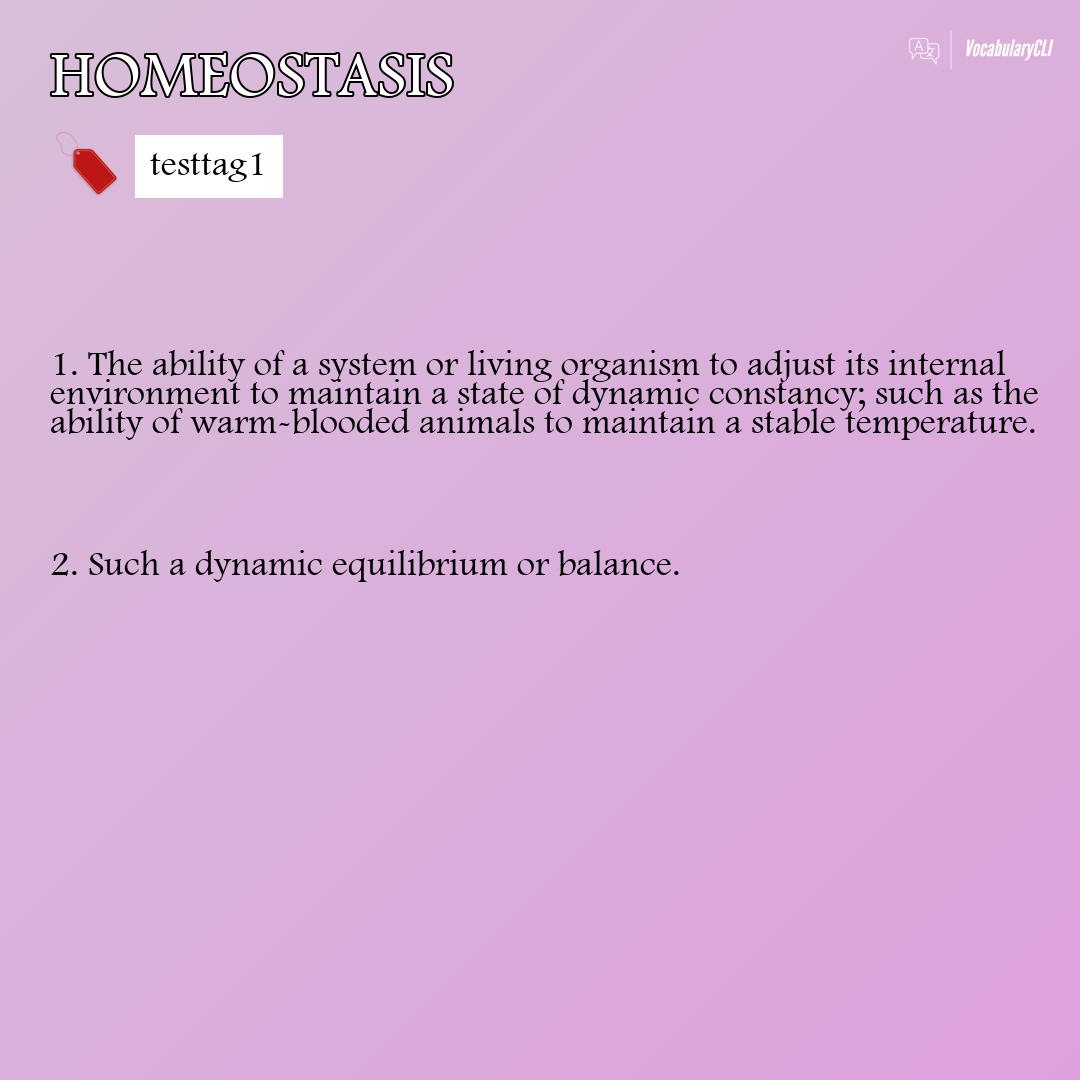 HOMEOSTASIS
A Z
VocabularyCLI
testtag1
1. The ability of a system or living organism to adjust its internal
environment to maintain a state of dynamic constancy; such as the
ability of warm-blooded animals to maintain a stable temperature.
2. Such a dynamic equilibrium or balance.